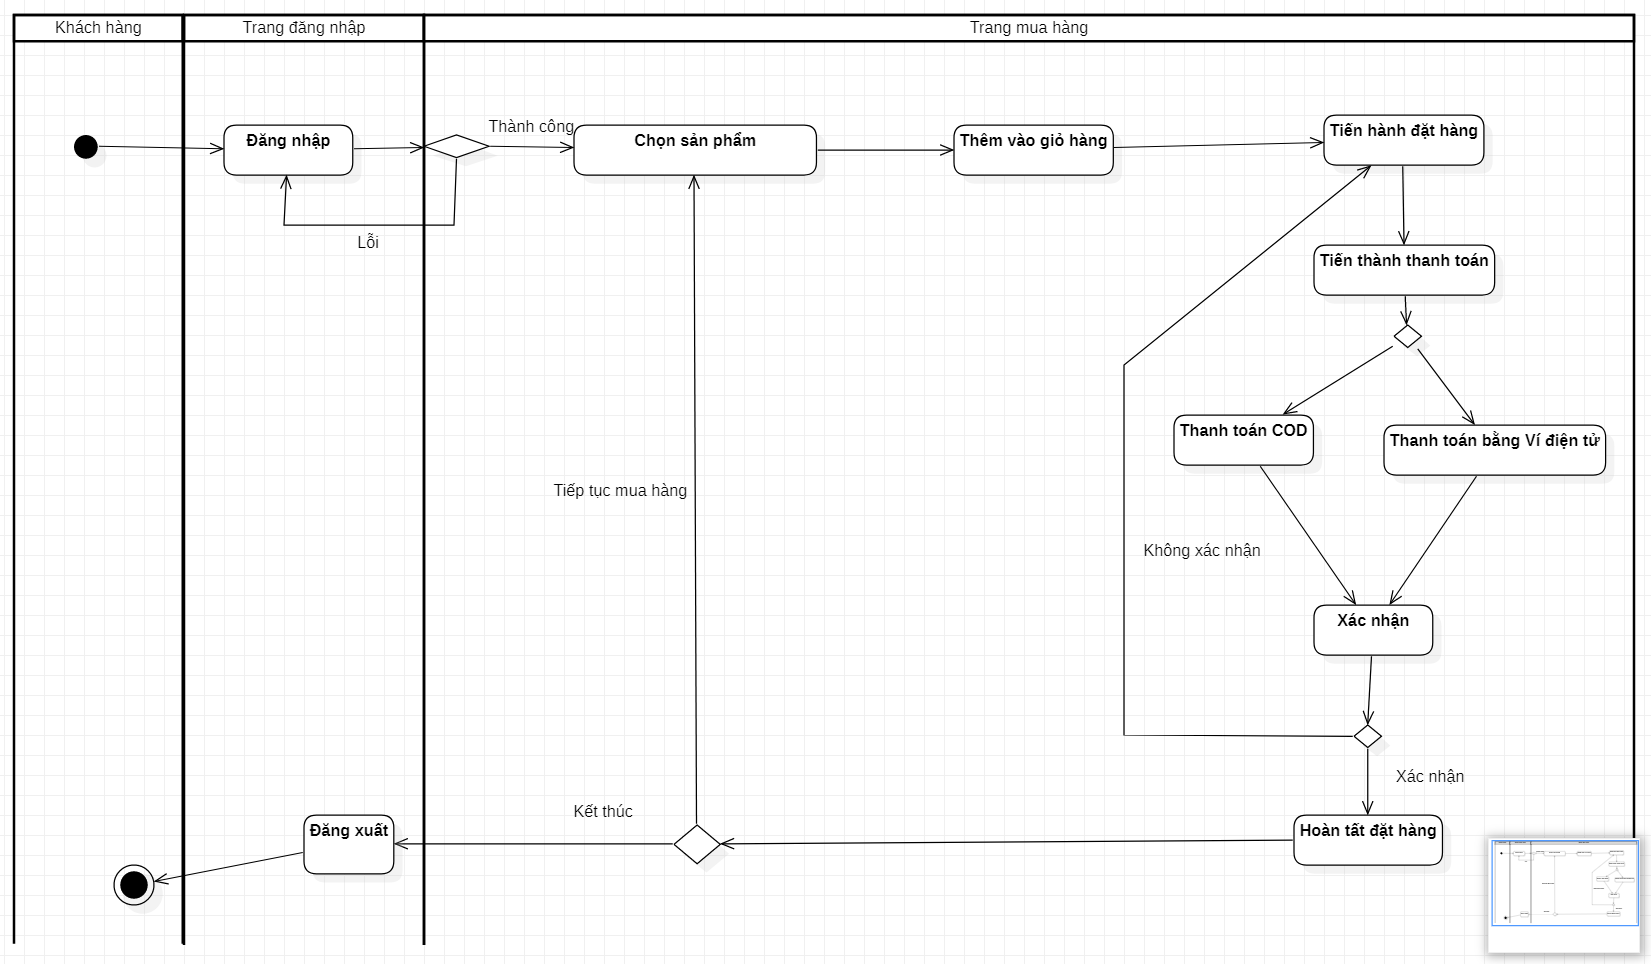 Khách hàng
Trang đăng nhập
Trang mua hàng
Đăng nhập
Thành công
Chọn sản phẩm
Thêm vào giỏ hàng
Tiến hành đặt hàng
Lỗi
Tiến thành thanh toán
Thanh toán COD
Thanh toán bằng Ví điện tử
Tiếp tục mua hàng
Không xác nhận
Xác nhận
Xác nhận
Kết thúc
Đăng xuất
Hoàn tất đặt hàng